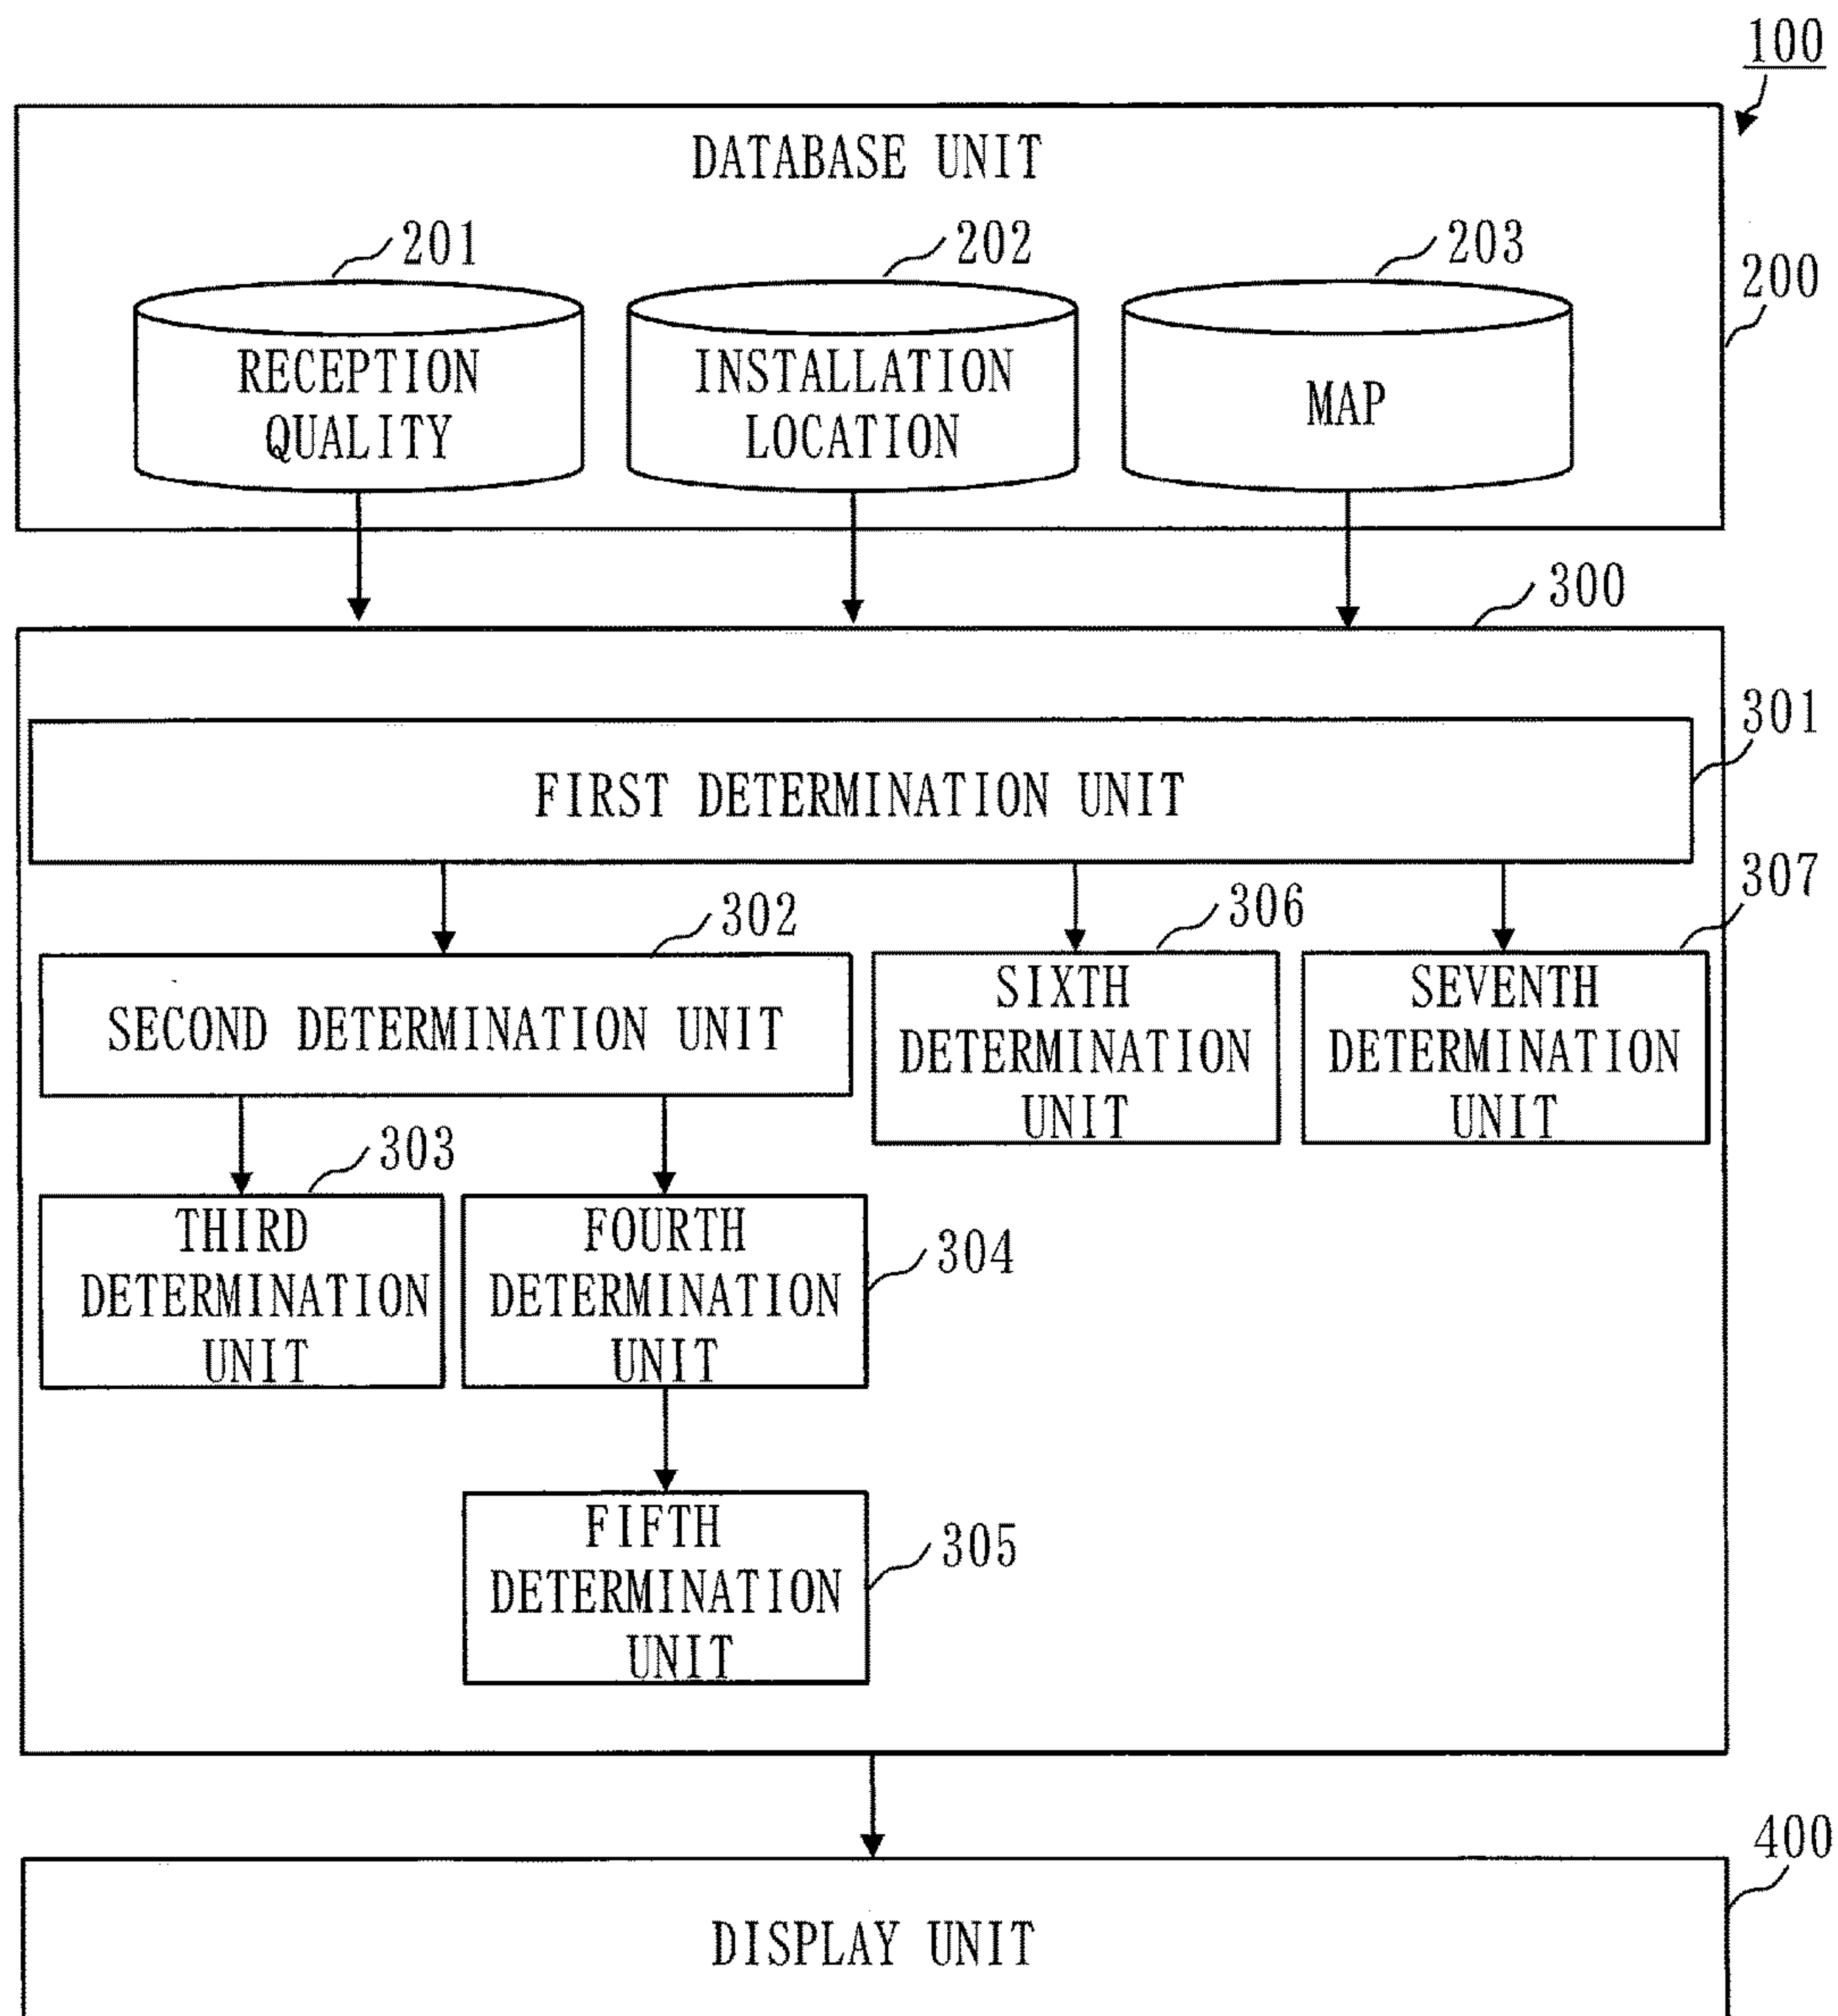 100
DATABASE UNIT
201
202
203
200
RECEPTION
QUALITY
INSTALLATION
LOCATION
MAP
300
301
FIRST DETERMINATION UNIT
307
302
306
SECOND DETERMINATION UNIT
SIXTH
DETERMINATION
UNIT
SEVENTH
DETERMINATION
UNIT
303
THIRD
DETERMINATION
UNIT
FOURTH
DETERMINATION
UNIT
304
FIFTH
DETERMINATION
UNIT
305
400
DISPLAY UNIT